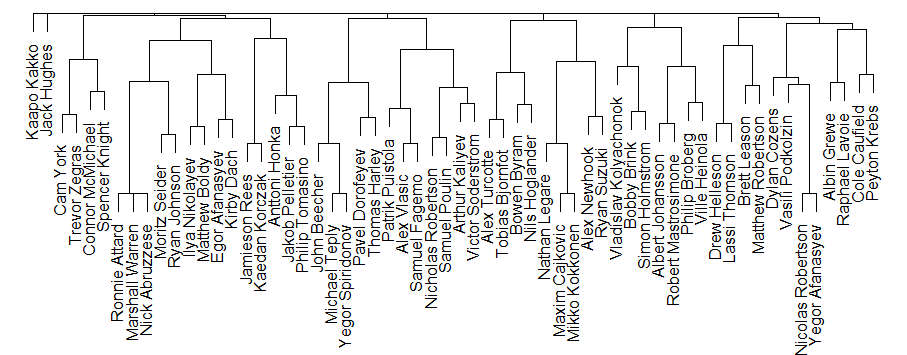 Kaapo Kakko
Jack Hughes
Cam York
Trevor Zegras
Connor McMichael
Spencer Knight
Ronnie Attard
Marshall Warren
Nick Abruzzese
Moritz Seider
Ryan Johnson
Ilya Nikolayev
Matthew Boldy
Egor Afanasyev
Kirby Dach
Jamieson Rees
Kaedan Korczak
Anttoni Honka
Jakob Pelletier
Philip Tomasino
John Beecher
Michael Teply
Yegor Spiridonov
Pavel Dorofeyev
Thomas Harley
Patrik Puistola
Alex Vlasic
Samuel Fagemo
Nicholas Robertson
Samuel Poulin
Arthur Kaliyev
Victor Soderstrom
Alex Turcotte
Tobias Bjornfot
Bowen Byram
Nils Hoglander
Nathan Legare
Maxim Cajkovic
Mikko Kokkonen
Alex Newhook
Ryan Suzuki
Vladislav Kolyachonok
Bobby Brink
Simon Holmstrom
Albert Johansson
Robert Mastrosimone
Philip Broberg
Ville Heinola
Drew Helleson
Lassi Thomson
Brett Leason
Matthew Robertson
Dylan Cozens
Vasili Podkolzin
Nicolas Robertson
Yegor Afanasyev
Albin Grewe
Raphael Lavoie
Cole Caufield
Peyton Krebs